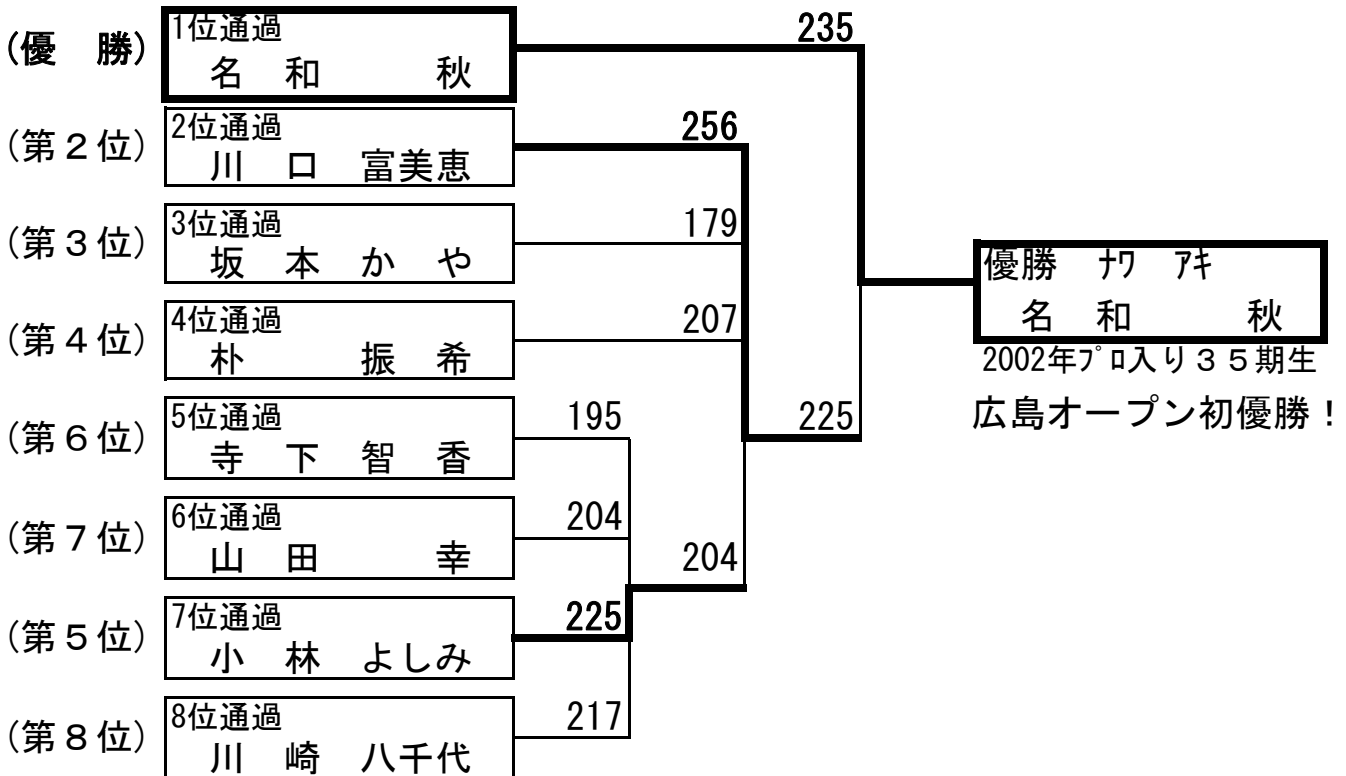 (優　勝)
1位通過
名　和　　　秋
235
(第２位)
2位通過
川　口　富美恵
256
(第３位)
3位通過
坂　本　か　や
179
(第４位)
4位通過
朴　　　振　希
207
(第６位)
5位通過
寺　下　智　香
195
(第７位)
6位通過
山　田　　　幸
204
(第５位)
7位通過
小　林　よしみ
225
(第８位)
8位通過
川　崎　八千代
217
204
225
優勝　ﾅﾜ　ｱｷ
名　和　　　秋
2002年ﾌﾟﾛ入り３５期生
広島オープン初優勝！